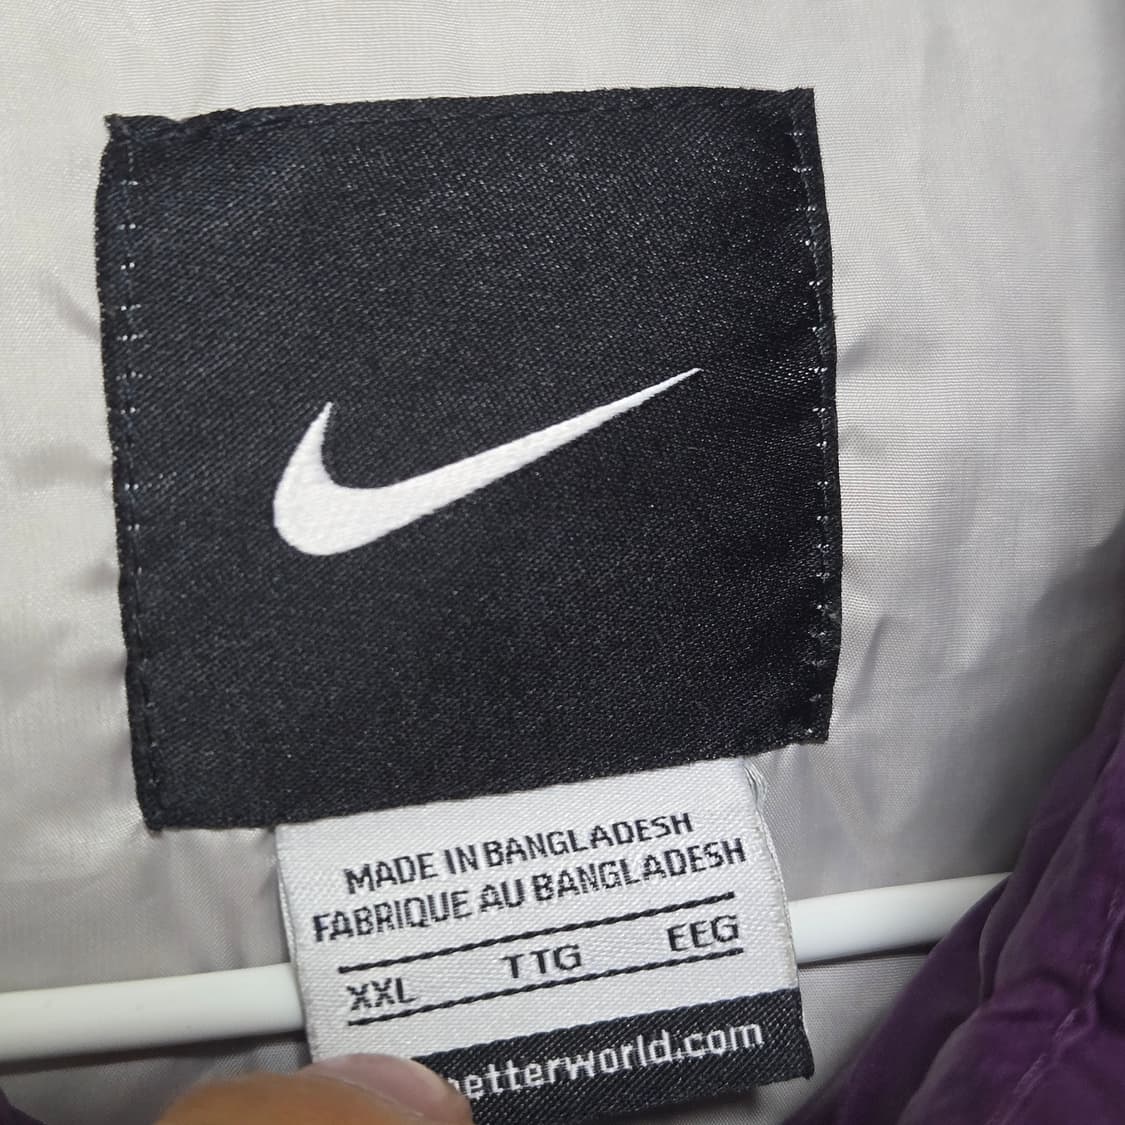 MADE IN BANGLADESH
FABRIQUE AU BANGLADESH
XXL TTG EEG
etterworld.com